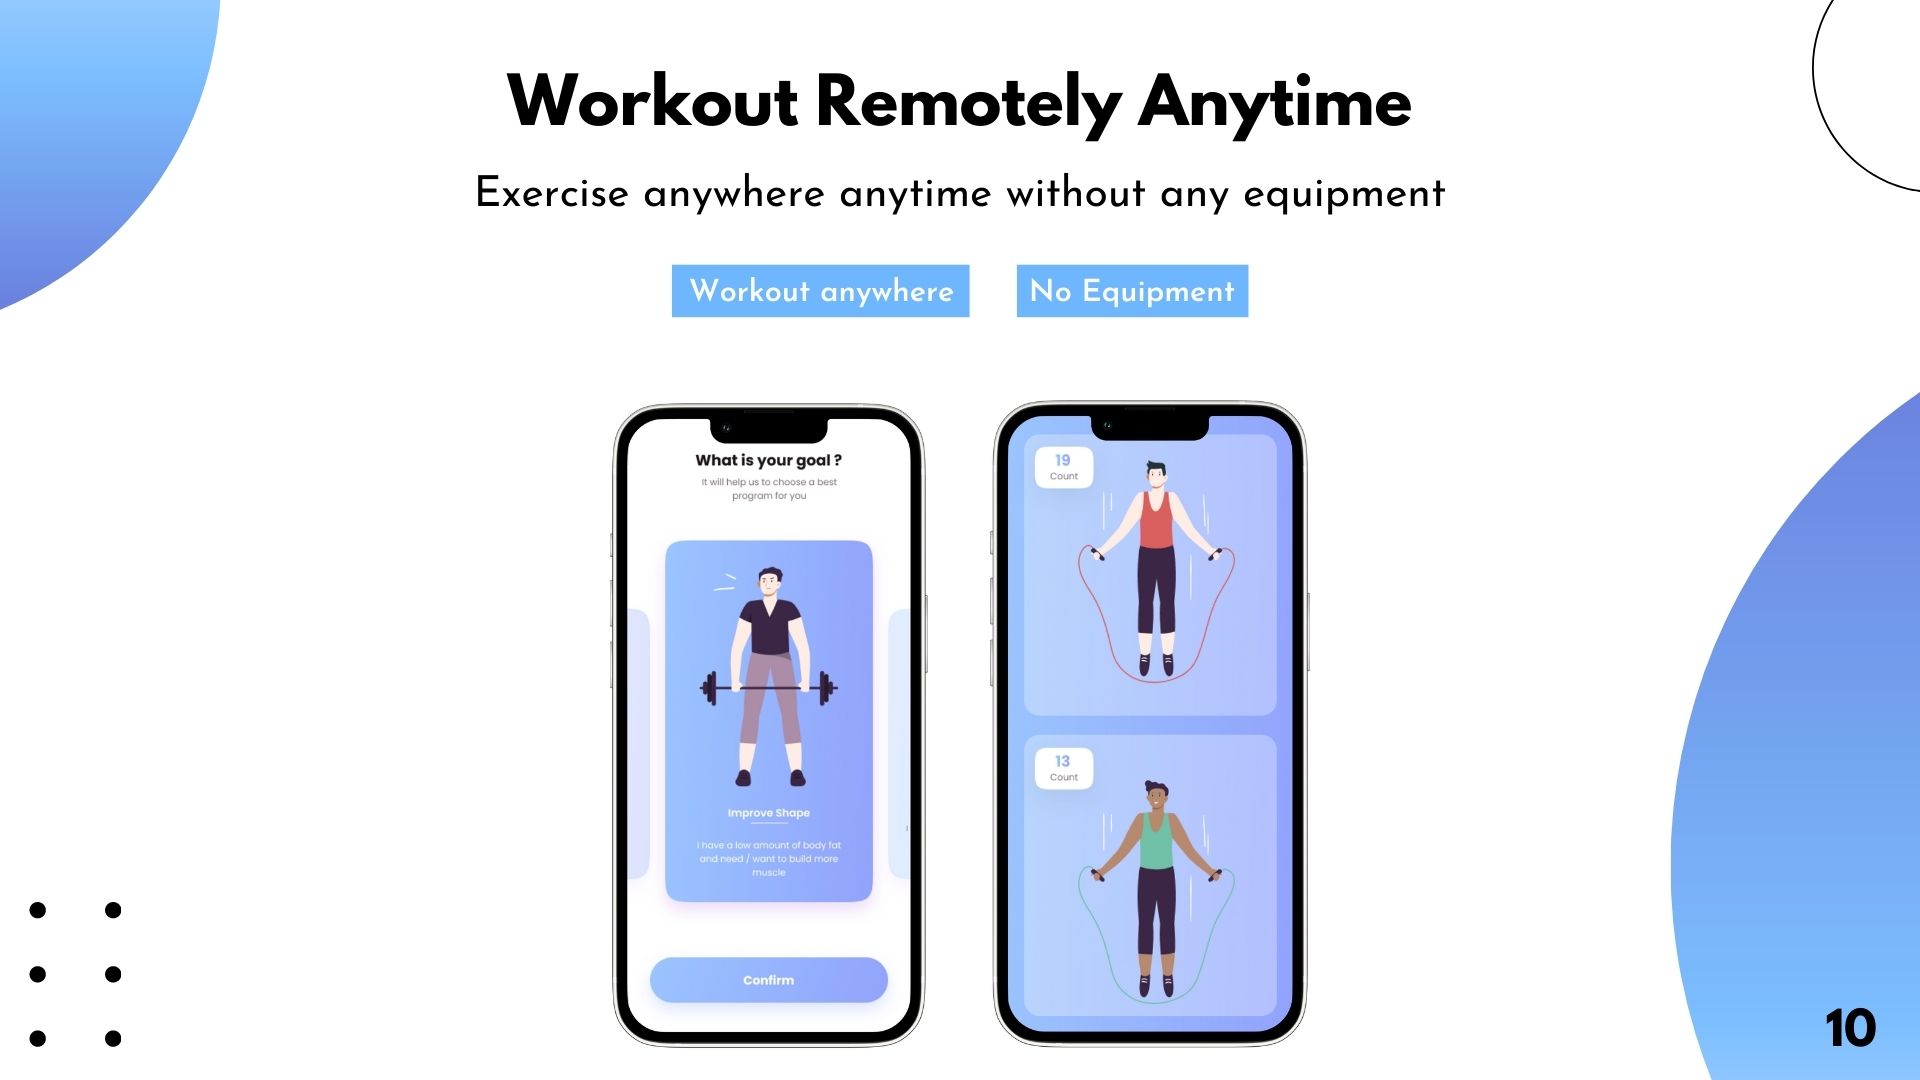 Workout Remotely Anytime
Exercise anywhere anytime without any equipment
Workout anywhere
No Equipment
What is your goal ?
It will help us to choose a best
program for you
Improve Shape
I have a low amount of body fat
and need / want to build more
muscle
Confirm
19
Count
13
Count
10